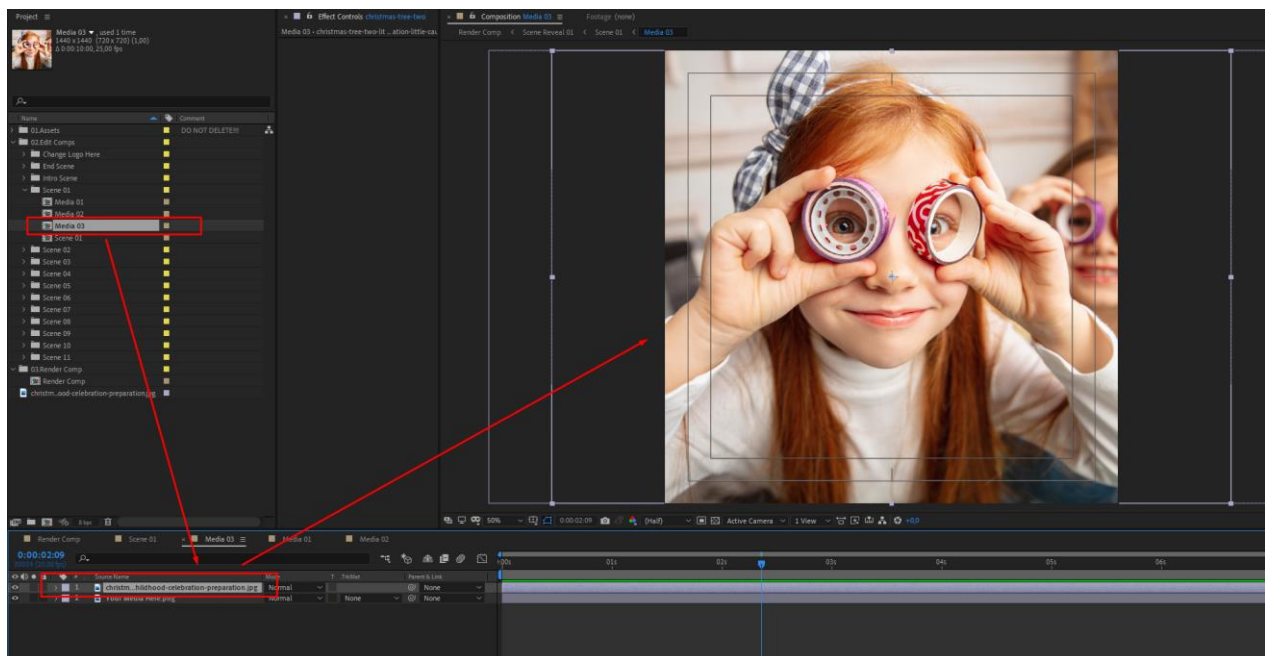 Project
Media 03 , used 1 time
1440 x 1440 (720 x 720) (1,00)
Δ 0:00:10:00, 25,00 fps
Name Comment
01.Assets DO NOT DELETE!!!
02.Edit Comps
Change Logo Here
End Scene
Intro Scene
Scene 01
Media 01
Media 02
Media 03
Scene 01
Scene 02
Scene 03
Scene 04
Scene 05
Scene 06
Scene 07
Scene 08
Scene 09
Scene 10
Scene 11
03.Render Comp
Render Comp
christm...ood-celebration-preparation.jpg
8 bpc
Effect Controls christmas-tree-two
Media 03 - christmas-tree-two-lit ... ation-little-cau
Composition Media 03 Footage (none)
Render Comp Scene Reveal 01 Scene 01 Media 03
50% 0:00:02:09 (Half) Active Camera 1 View +0,0
Render Comp Scene 01 Media 03 Media 01 Media 02
0:00:02:09
Source Name Mode T .TrkMat Parent & Link
1 christm...hildhood-celebration-preparation.jpg Normal None
2 Your Media Here.png Normal None None
:00s 01s 02s 03s 04s 05s 06s